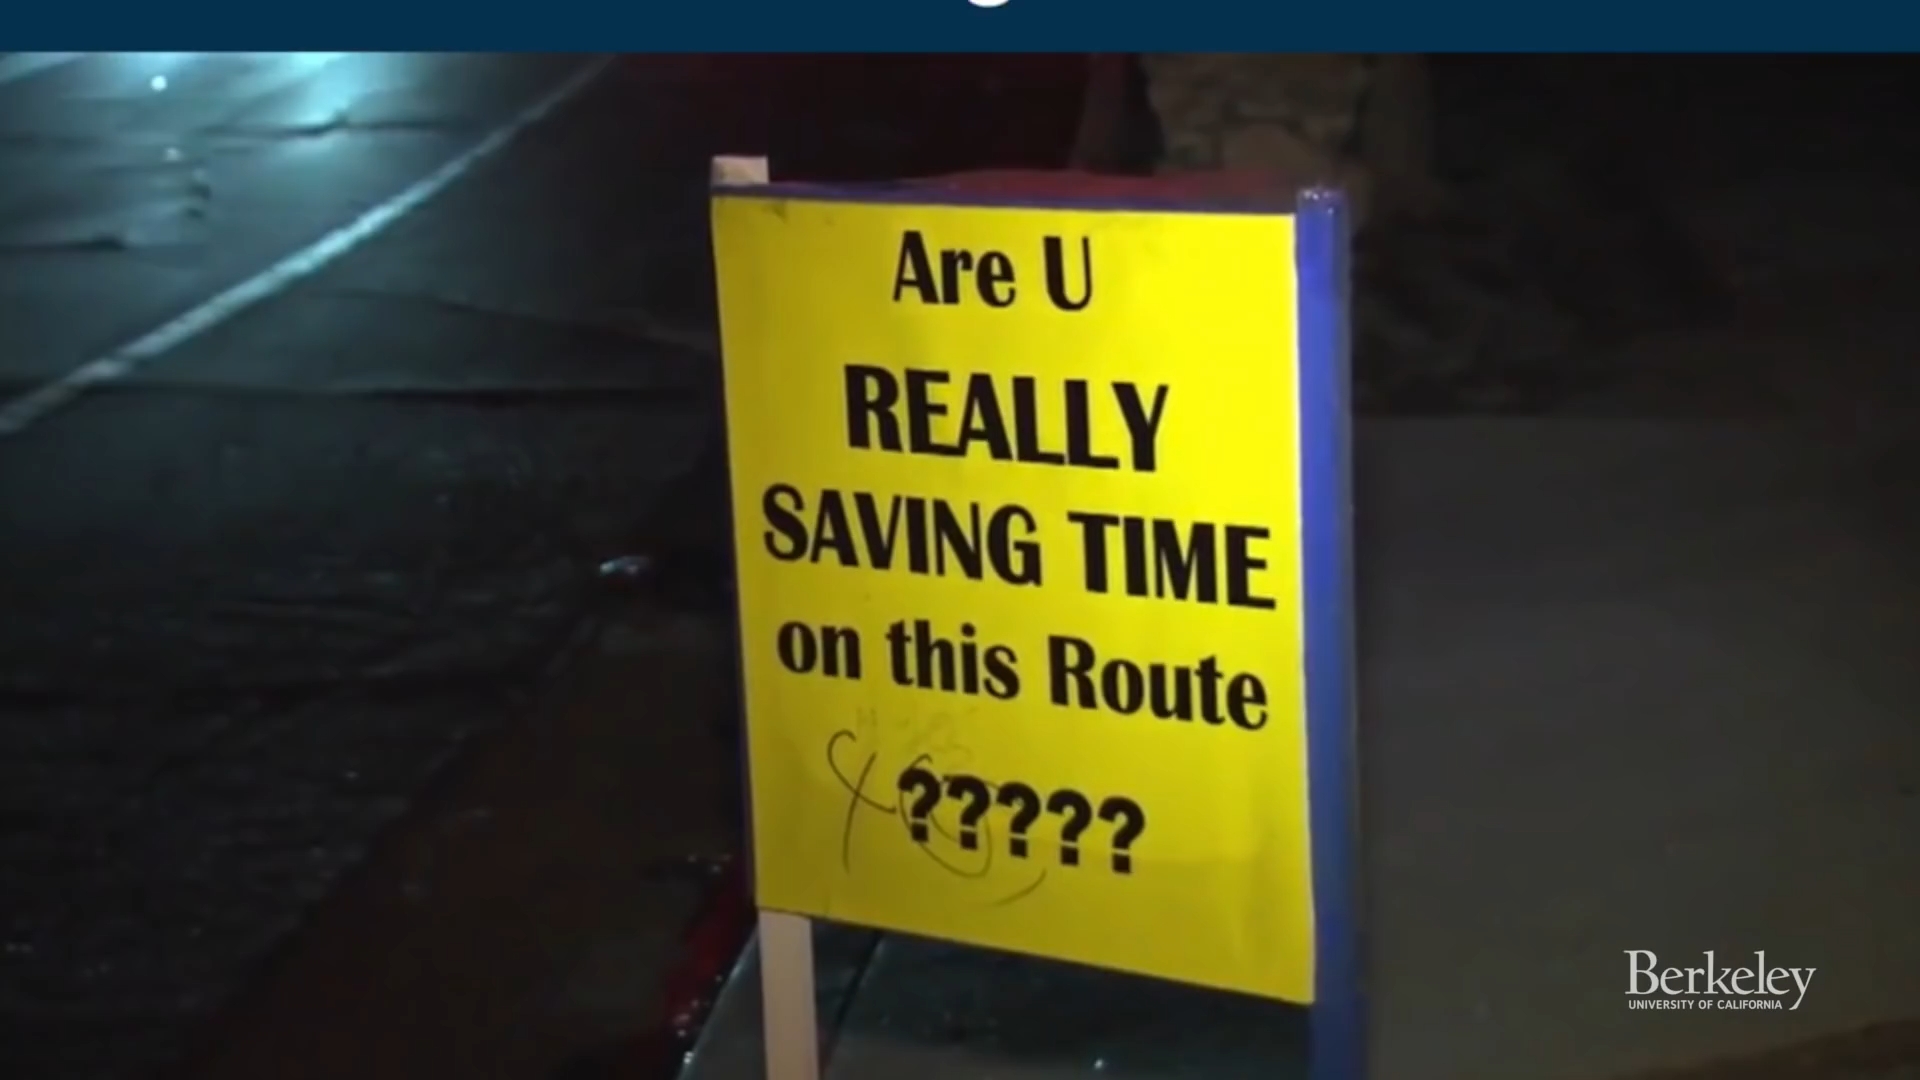 Are U
REALLY
SAVING TIME
on this Route
?????
Berkeley
UNIVERSITY OF CALIFORNIA